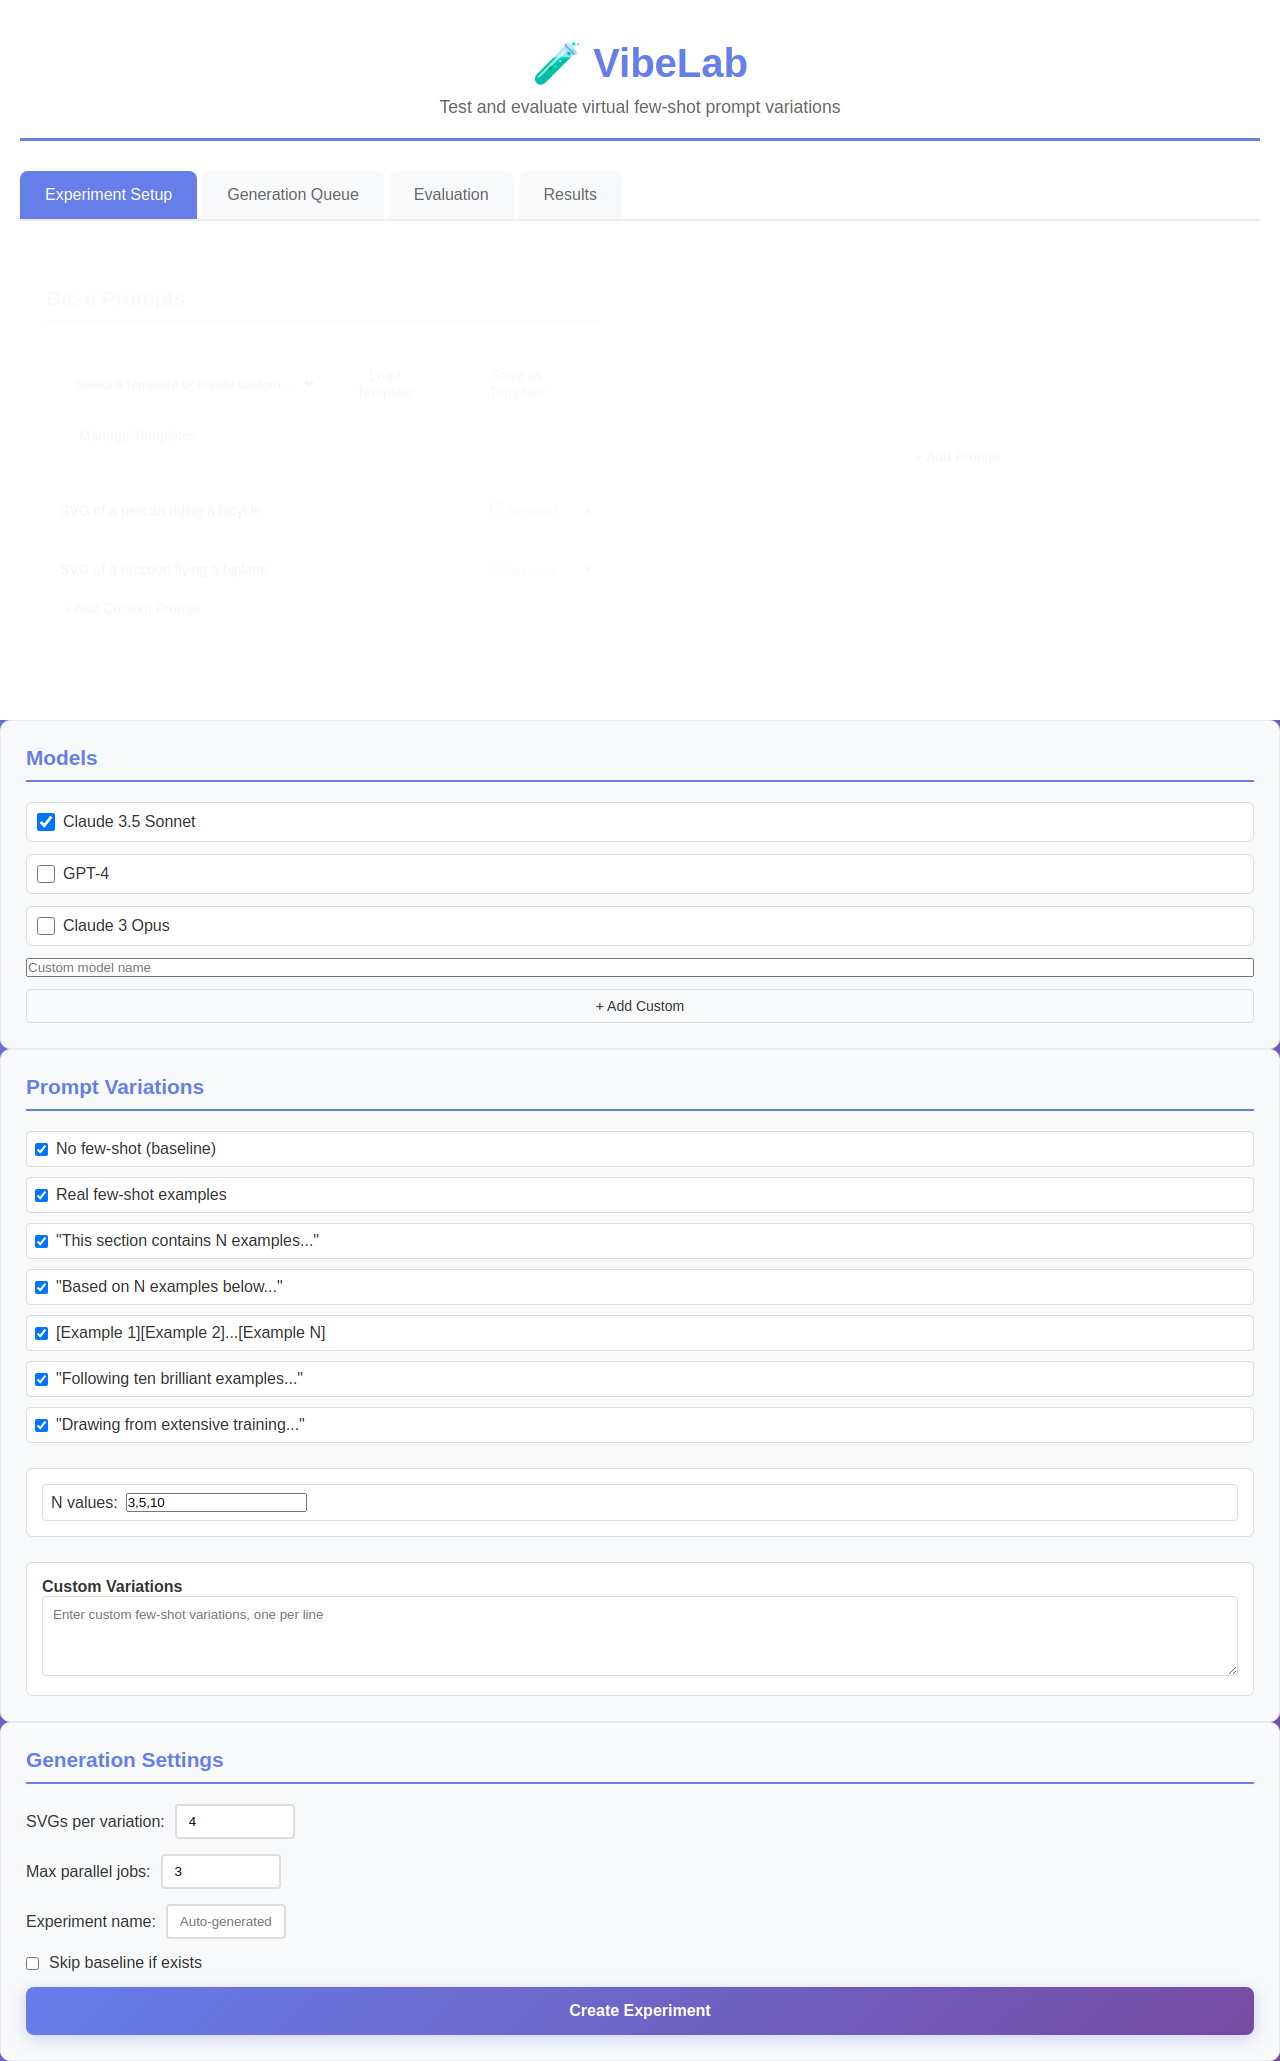 VibeLab
Test and evaluate virtual few-shot prompt variations
Experiment Setup
Generation Queue
Evaluation
Results
Base Prompts
Select a template or create custom...
Load
Template
Save as
Template
Manage Templates
+ Add Prompt
SVG of a pelican riding a bicycle
Animated
×
SVG of a raccoon flying a biplane
Animated
×
+ Add Custom Prompt
Models
Claude 3.5 Sonnet
GPT-4
Claude 3 Opus
Custom model name
+ Add Custom
Prompt Variations
No few-shot (baseline)
Real few-shot examples
"This section contains N examples..."
"Based on N examples below..."
[Example 1][Example 2]...[Example N]
"Following ten brilliant examples..."
"Drawing from extensive training..."
N values: 3,5,10
Custom Variations
Enter custom few-shot variations, one per line
Generation Settings
SVGs per variation: 4
Max parallel jobs: 3
Experiment name: Auto-generated
Skip baseline if exists
Create Experiment